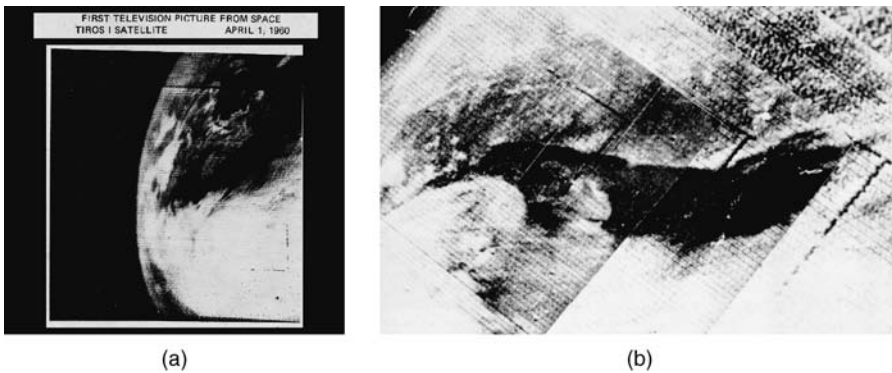 FIRST TELEVISION PICTURE FROM SPACE
TIROS I SATELLITE APRIL 1, 1960
(a)
(b)